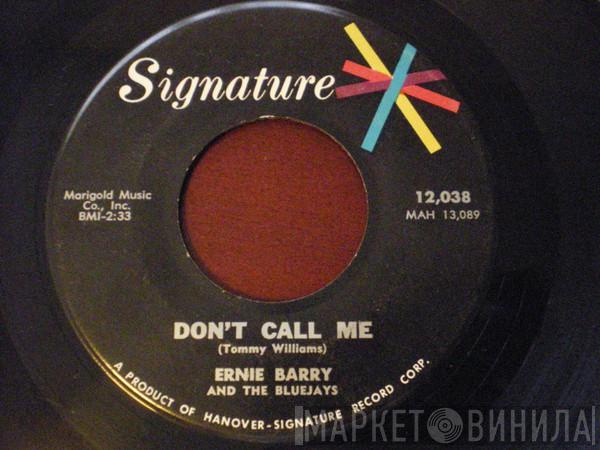 Signature
Marigold Music
Co., Inc.
BMI-2:33
12,038
MAH 13,089
DON'T CALL ME
(Tommy Williams)
ERNIE BARRY
AND THE BLUEJAYS
A PRODUCT OF HANOVER-SIGNATURE RECORD CORP.
МАРКЕТ ВИНИЛА